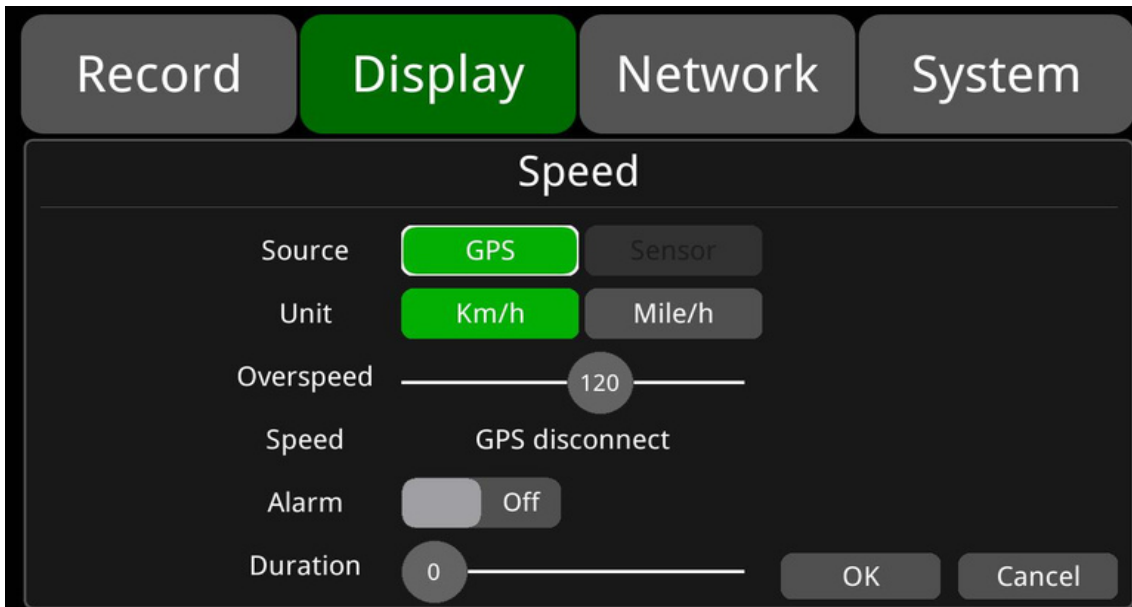 Record Display Network System
Speed
Source GPS Sensor
Unit Km/h Mile/h
Overspeed 120
Speed GPS disconnect
Alarm Off
Duration 0 OK Cancel